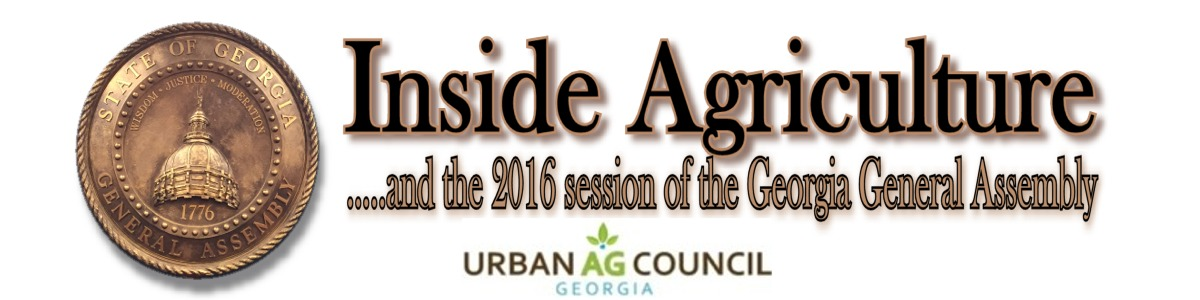 STATE OF GEORGIA
WISDOM • JUSTICE • MODERATION
1776
GENERAL ASSEMBLY
Inside Agriculture
.....and the 2016 session of the Georgia General Assembly
URBAN AG COUNCIL
GEORGIA